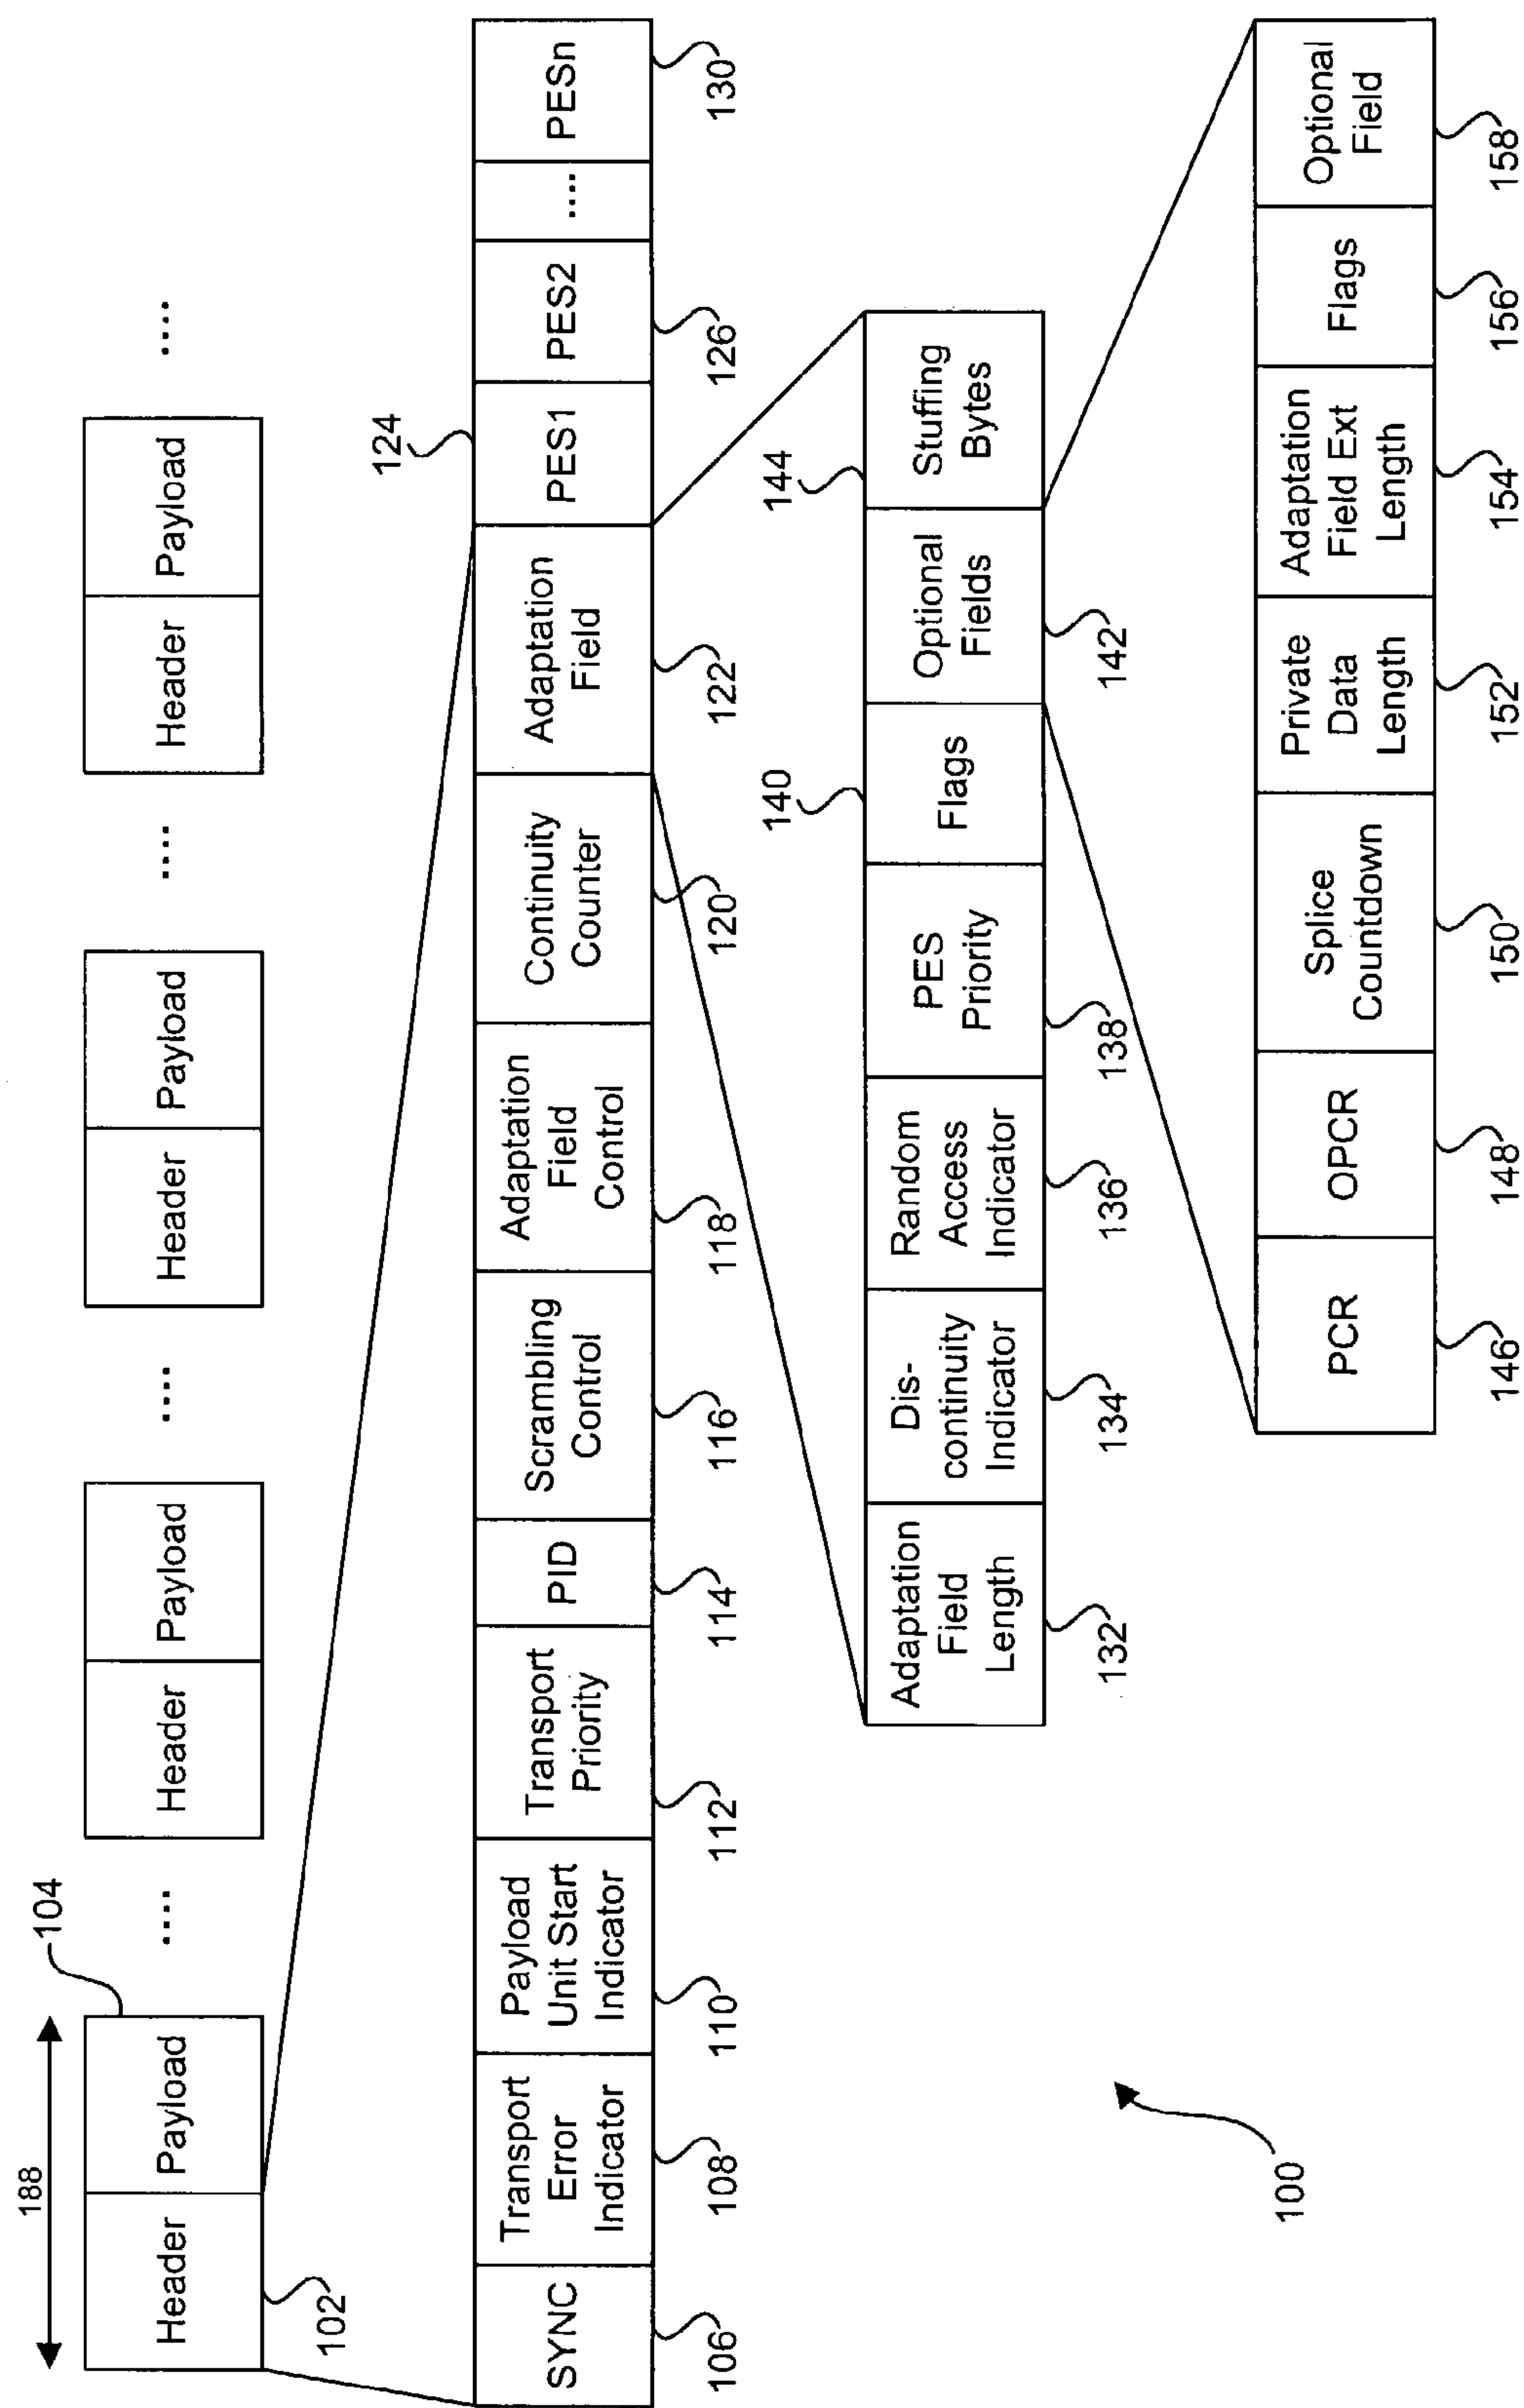 188
104
Header
Payload
....
Header
Payload
....
Header
Payload
....
Header
Payload
....
102
124
SYNC
Transport
Error
Indicator
Payload
Unit Start
Indicator
Transport
Priority
PID
Scrambling
Control
Adaptation
Field
Control
Continuity
Counter
Adaptation
Field
PES1
PES2
....
PESn
106
108
110
112
114
116
118
120
122
126
130
140
144
Adaptation
Field
Length
Dis-
continuity
Indicator
Random
Access
Indicator
PES
Priority
Flags
Optional
Fields
Stuffing
Bytes
132
134
136
138
142
PCR
OPCR
Splice
Countdown
Private
Data
Length
Adaptation
Field Ext
Length
Flags
Optional
Field
146
148
150
152
154
156
158
100